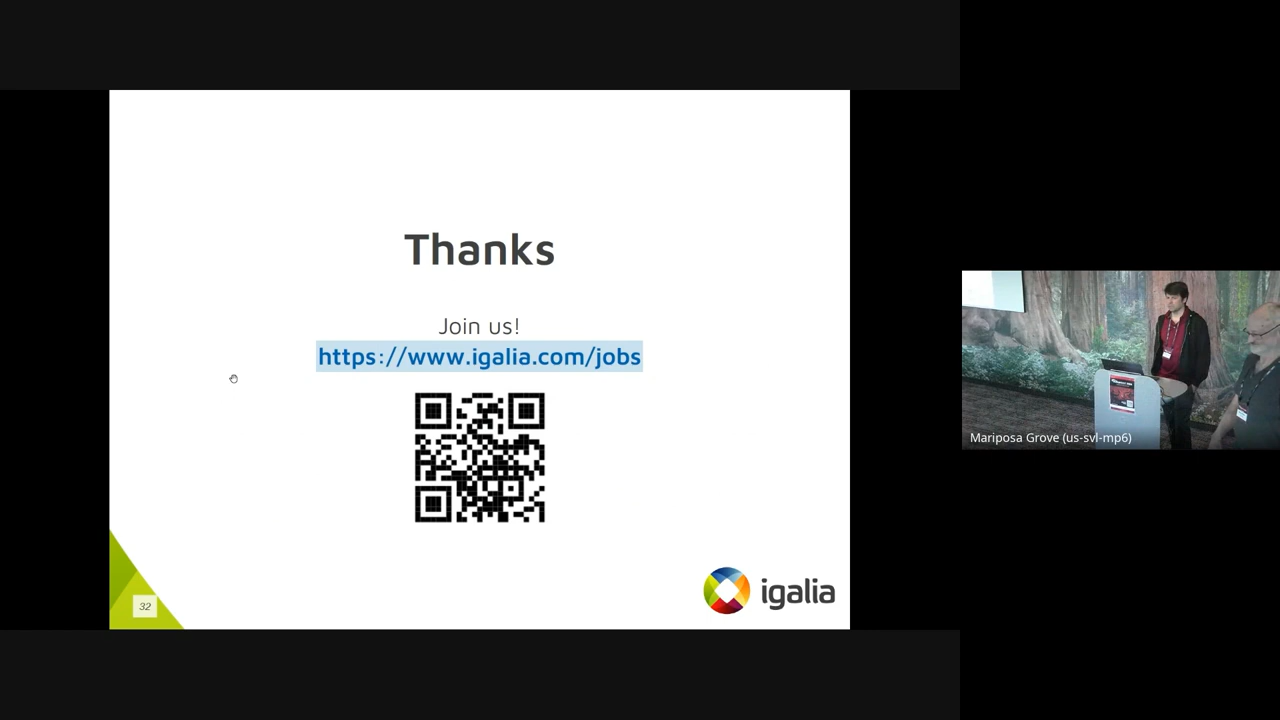 Thanks
Join us!
https://www.igalia.com/jobs
32
igalia
Mariposa Grove (us-svl-mp6)